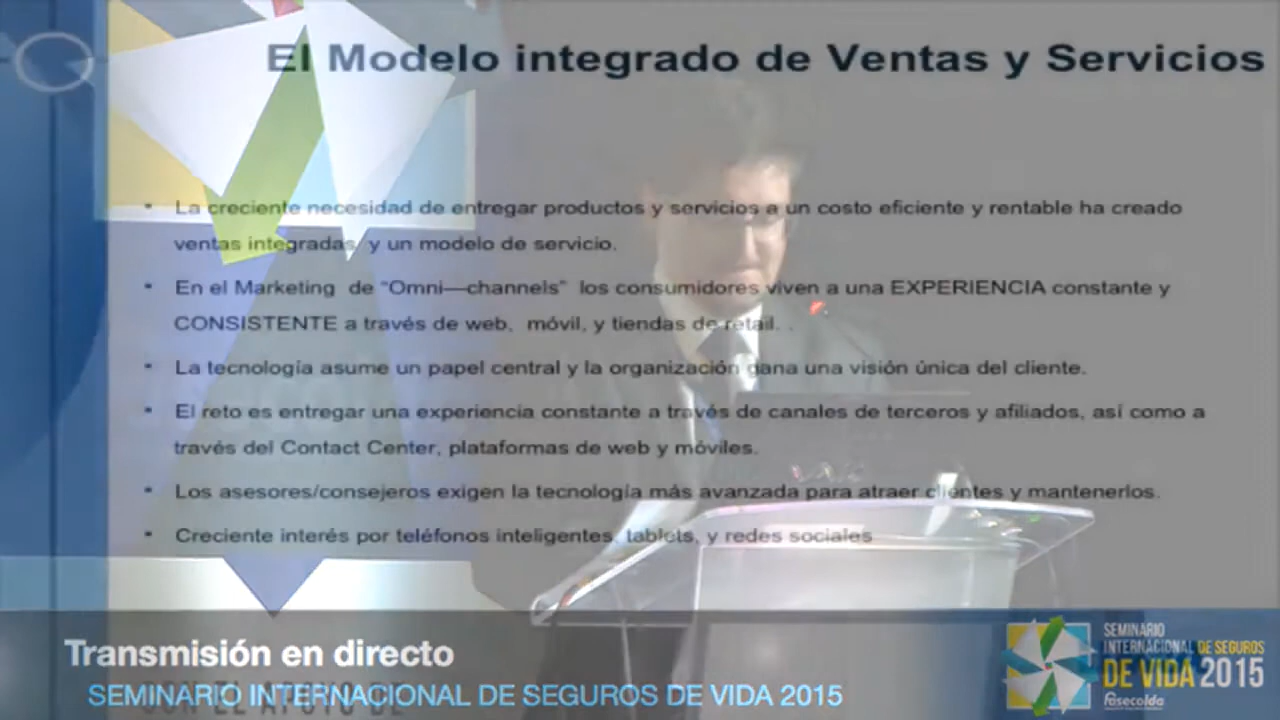 El Modelo integrado de Ventas y Servicios
• La creciente necesidad de entregar productos y servicios a un costo eficiente y rentable ha creado
ventas integradas y un modelo de servicio.
• En el Marketing de “Omni—channels” los consumidores viven a una EXPERIENCIA constante y
CONSISTENTE a través de web, móvil, y tiendas de retail. .
• La tecnología asume un papel central y la organización gana una visión única del cliente.
• El reto es entregar una experiencia constante a través de canales de terceros y afiliados, así como a
través del Contact Center, plataformas de web y móviles.
• Los asesores/consejeros exigen la tecnología más avanzada para atraer clientes y mantenerlos.
• Creciente interés por teléfonos inteligentes, tablets, y redes sociales
Transmisión en directo
SEMINARIO INTERNACIONAL DE SEGUROS DE VIDA 2015
CON EL APOYO DE
SEMINARIO
INTERNACIONAL DE SEGUROS
DE VIDA 2015
fasecolda